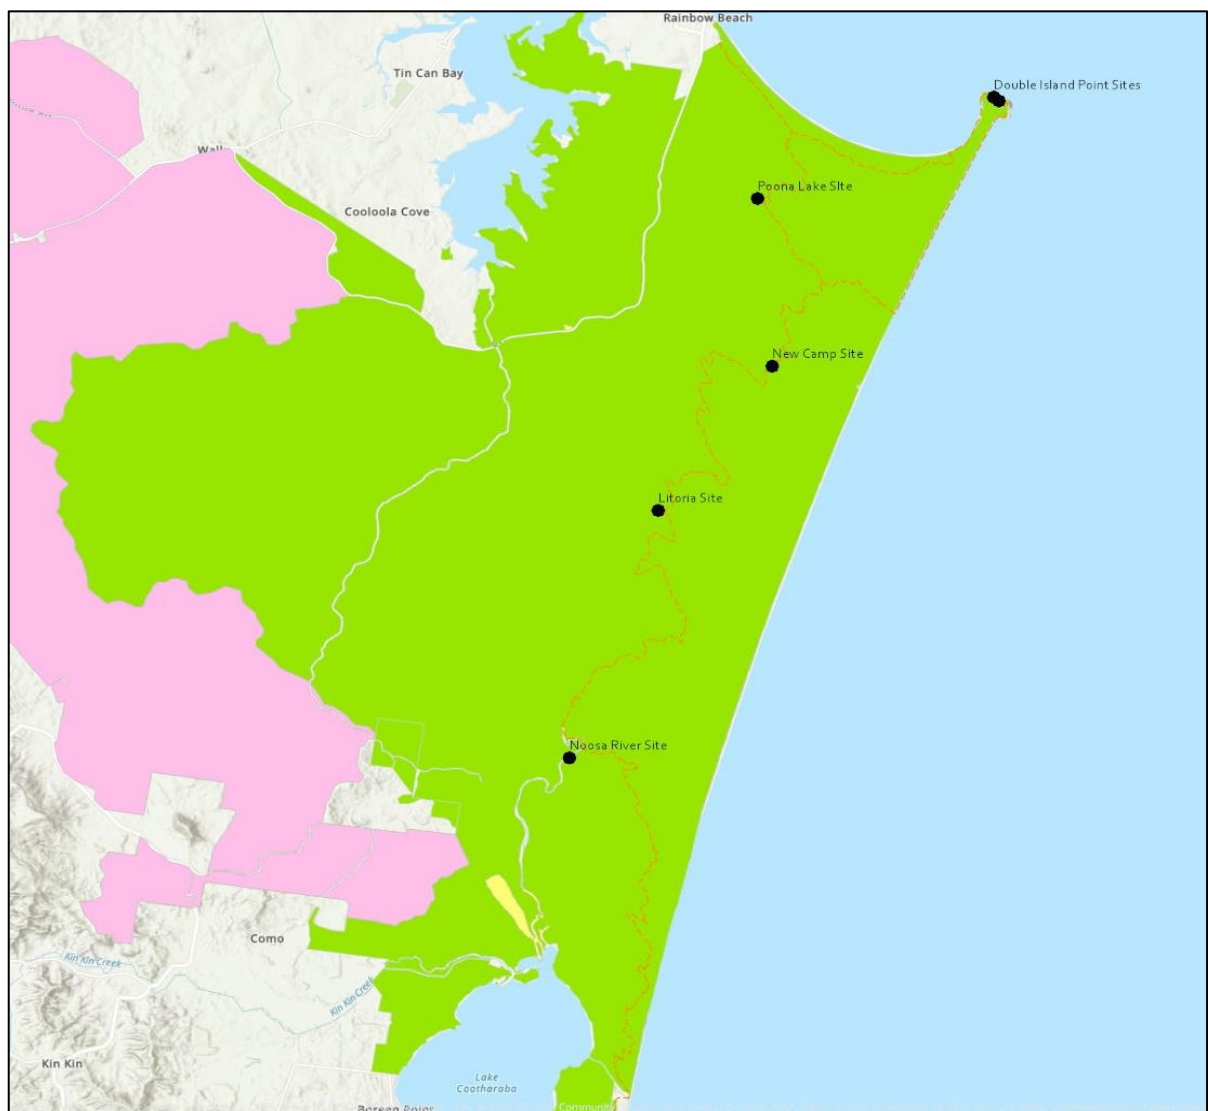 Rainbow Beach
Tin Can Bay
Double Island Point Sites
Poona Lake SIte
Cooloola Cove
New Camp Site
Litoria Site
Noosa River Site
Como
Kin Kin Creek
Kin Kin Creek
Kin Kin
Lake
Cootharaba
Community